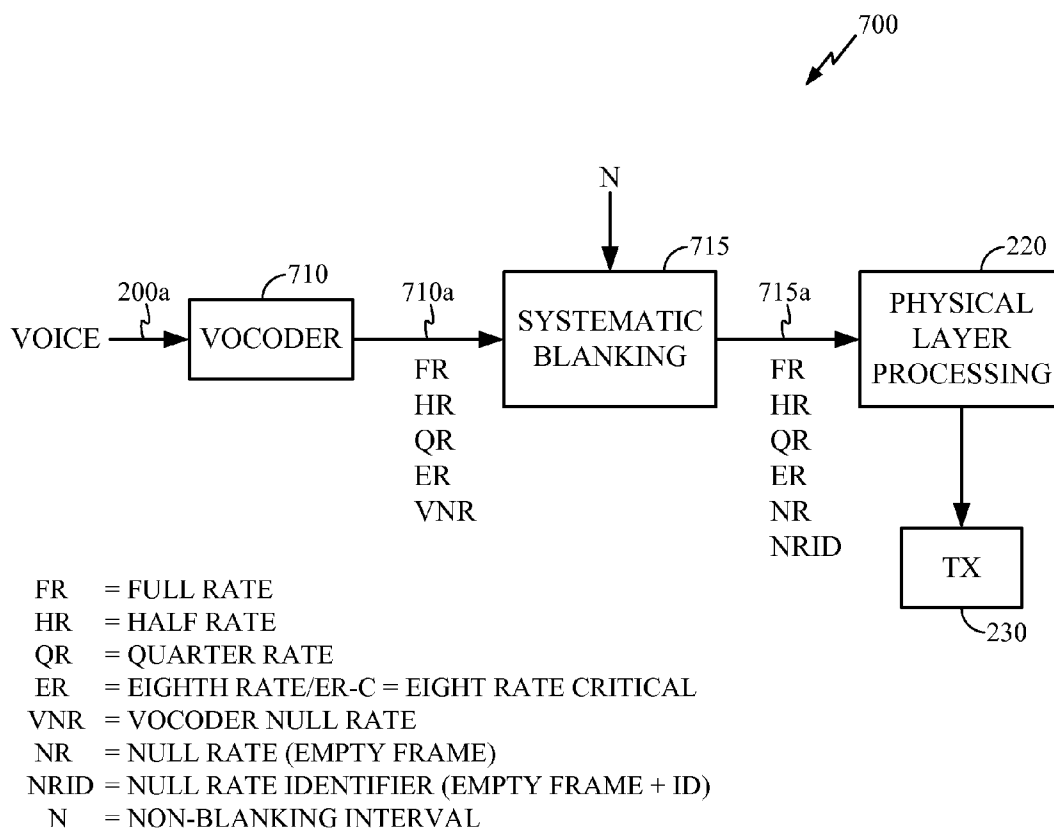 700
N
715
220
710
200a
710a
715a
VOICE
VOCODER
SYSTEMATIC
BLANKING
PHYSICAL
LAYER
PROCESSING
FR
HR
QR
ER
VNR
FR
HR
QR
ER
NR
NRID
TX
230
FR = FULL RATE
HR = HALF RATE
QR = QUARTER RATE
ER = EIGHTH RATE/ER-C = EIGHT RATE CRITICAL
VNR = VOCODER NULL RATE
NR = NULL RATE (EMPTY FRAME)
NRID = NULL RATE IDENTIFIER (EMPTY FRAME + ID)
N = NON-BLANKING INTERVAL